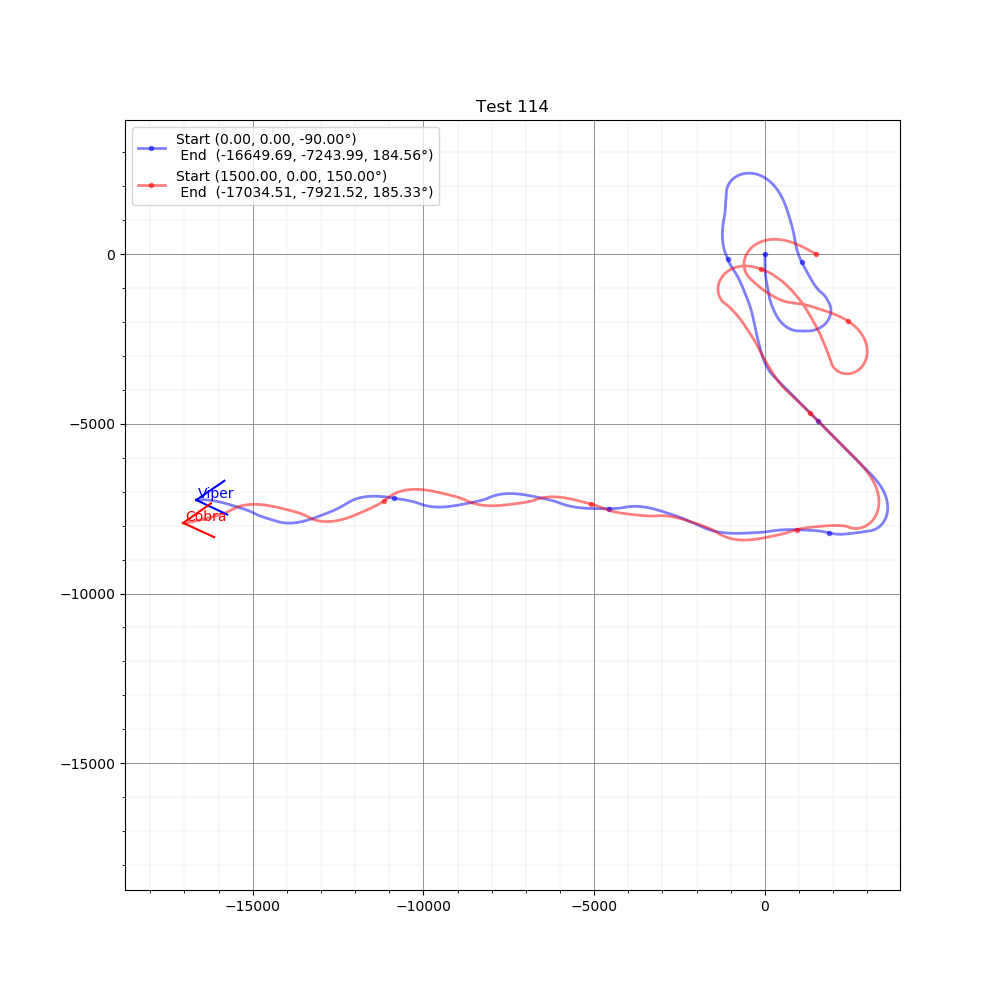 Test 114
Start (0.00, 0.00, -90.00°)
End (-16649.69, -7243.99, 184.56°)
Start (1500.00, 0.00, 150.00°)
End (-17034.51, -7921.52, 185.33°)
0
−5000
−10000
−15000
Viper
Cobra
−15000 −10000 −5000 0